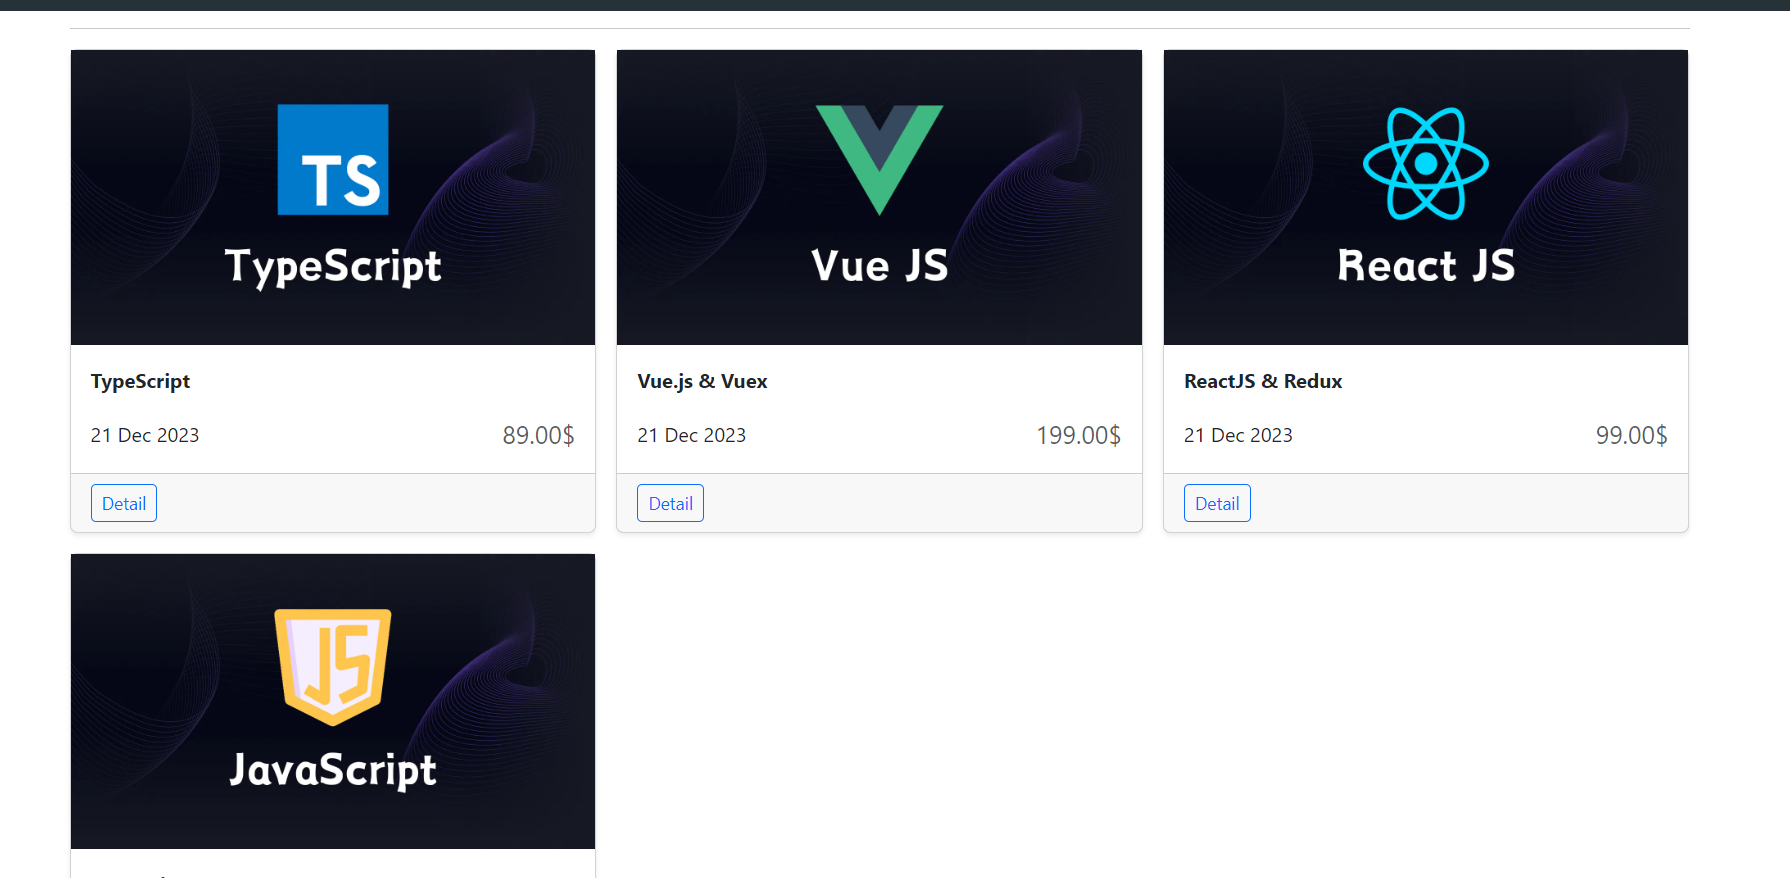 TS
TypeScript
TypeScript
21 Dec 2023
89.00$
Detail
Vue JS
Vue.js & Vuex
21 Dec 2023
199.00$
Detail
React JS
ReactJS & Redux
21 Dec 2023
99.00$
Detail
JS
JavaScript